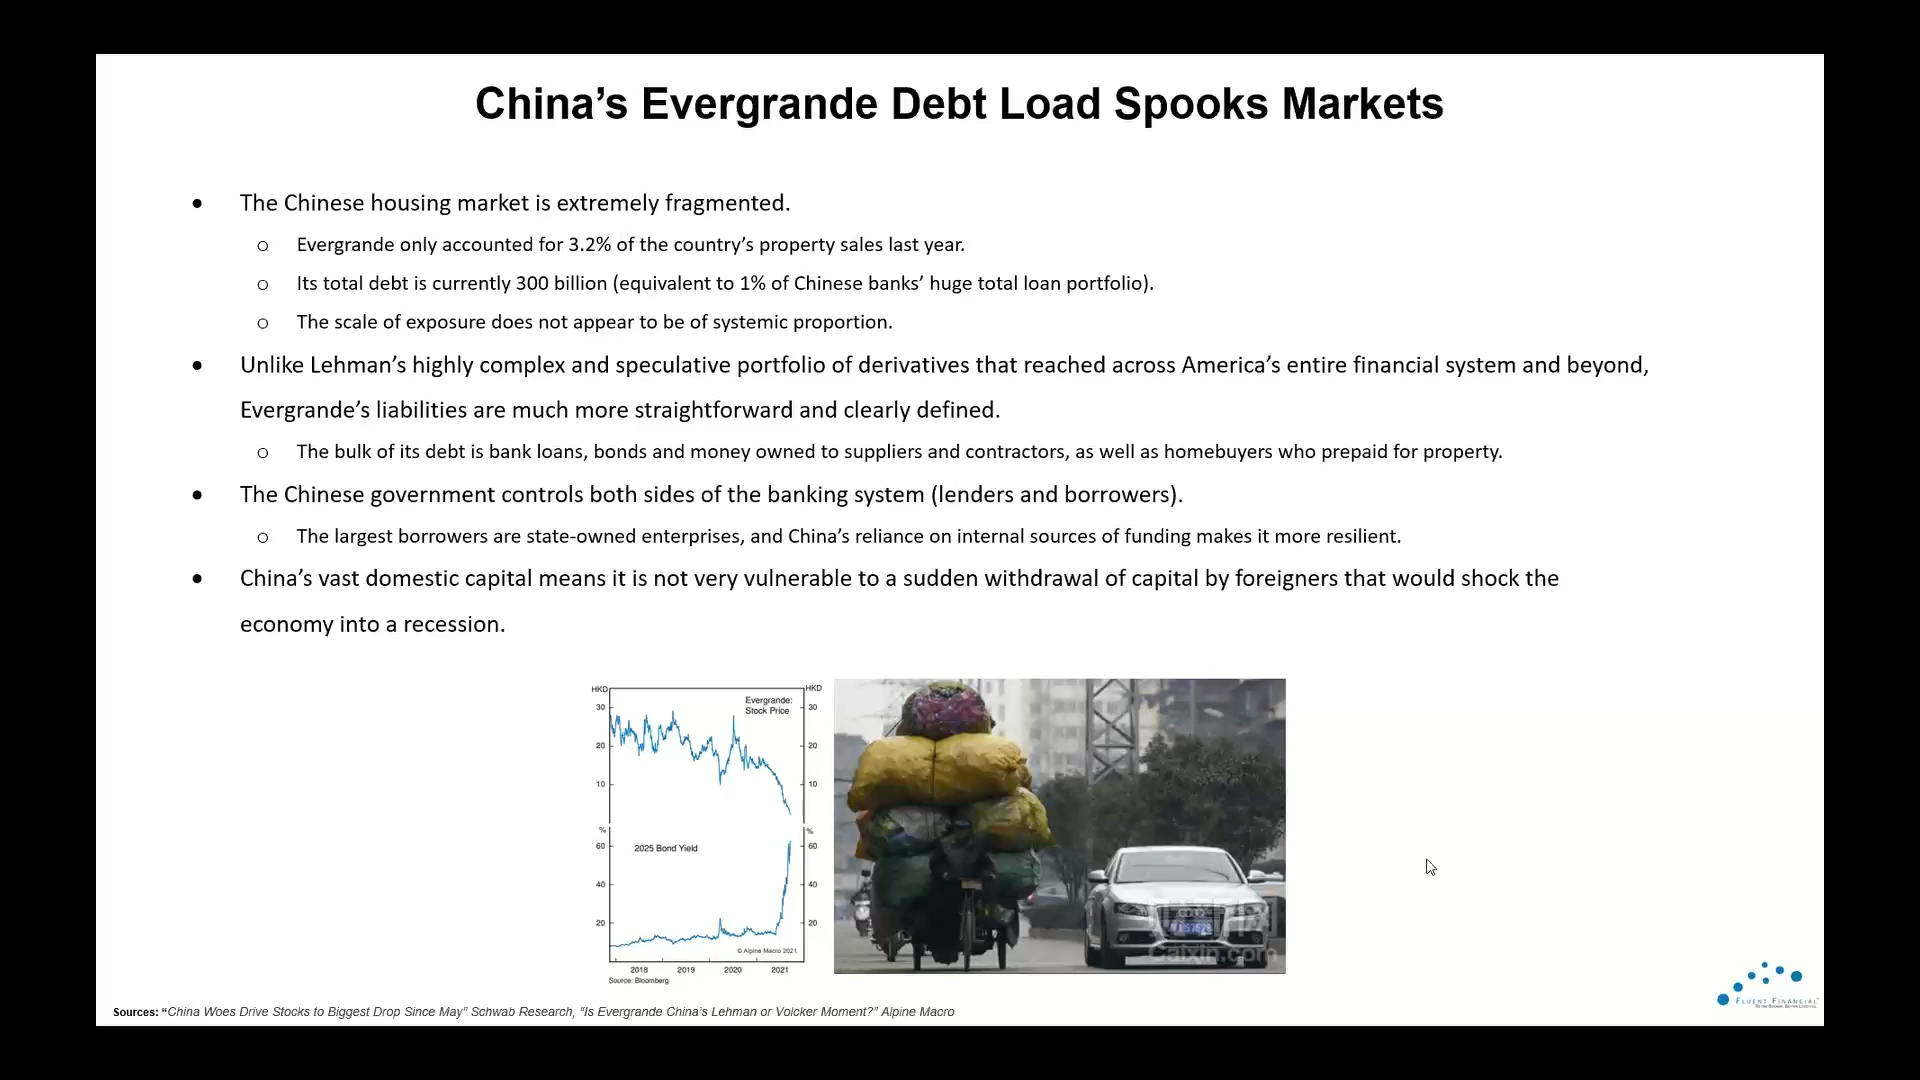 China’s Evergrande Debt Load Spooks Markets
• The Chinese housing market is extremely fragmented.
o Evergrande only accounted for 3.2% of the country’s property sales last year.
o Its total debt is currently 300 billion (equivalent to 1% of Chinese banks’ huge total loan portfolio).
o The scale of exposure does not appear to be of systemic proportion.
• Unlike Lehman’s highly complex and speculative portfolio of derivatives that reached across America’s entire financial system and beyond,
Evergrande’s liabilities are much more straightforward and clearly defined.
o The bulk of its debt is bank loans, bonds and money owned to suppliers and contractors, as well as homebuyers who prepaid for property.
• The Chinese government controls both sides of the banking system (lenders and borrowers).
o The largest borrowers are state-owned enterprises, and China’s reliance on internal sources of funding makes it more resilient.
• China’s vast domestic capital means it is not very vulnerable to a sudden withdrawal of capital by foreigners that would shock the
economy into a recession.
HKD HKD
Evergrande:
Stock Price
30 30
20 20
10 10
% %
60 60
2025 Bond Yield
40 40
20 20
© Alpine Macro 2021
2018 2019 2020 2021
Source: Bloomberg
Caixin.com
FLUENT FINANCIAL
Sources: “China Woes Drive Stocks to Biggest Drop Since May” Schwab Research, “Is Evergrande China’s Lehman or Volcker Moment?” Alpine Macro